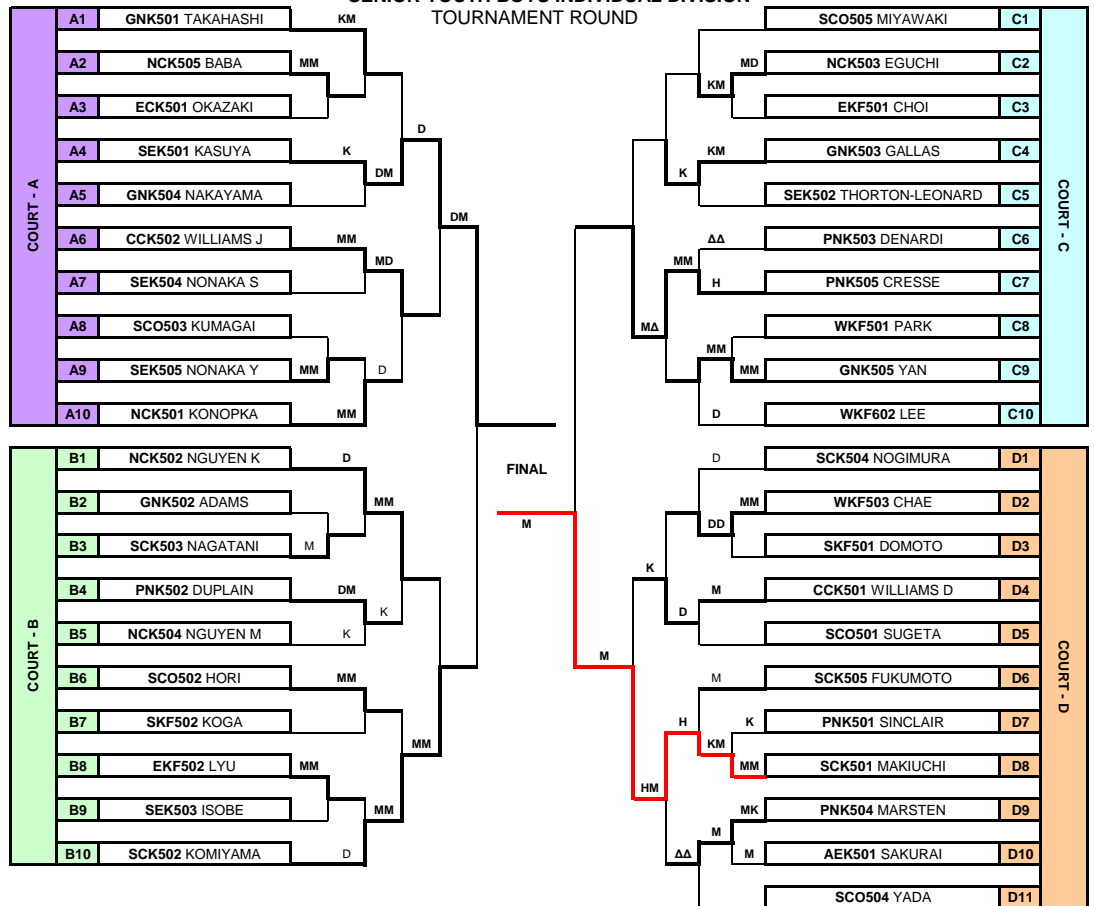 SENIOR YOUTH BOYS INDIVIDUAL DIVISION
TOURNAMENT ROUND
COURT - A
A1 GNK501 TAKAHASHI KM
A2 NCK505 BABA MM
A3 ECK501 OKAZAKI
D
A4 SEK501 KASUYA K
DM
A5 GNK504 NAKAYAMA
DM
A6 CCK502 WILLIAMS J MM
MD
A7 SEK504 NONAKA S
A8 SCO503 KUMAGAI
A9 SEK505 NONAKA Y MM D
A10 NCK501 KONOPKA MM
COURT - B
B1 NCK502 NGUYEN K D
B2 GNK502 ADAMS MM
B3 SCK503 NAGATANI M
B4 PNK502 DUPLAIN DM
K
B5 NCK504 NGUYEN M K
B6 SCO502 HORI MM
B7 SKF502 KOGA
MM
B8 EKF502 LYU MM
B9 SEK503 ISOBE MM
B10 SCK502 KOMIYAMA D
FINAL
M
COURT - C
SCO505 MIYAWAKI C1
MD NCK503 EGUCHI C2
KM
EKF501 CHOI C3
KM GNK503 GALLAS C4
K
SEK502 THORTON-LEONARD C5
ΔΔ PNK503 DENARDI C6
MM
H PNK505 CRESSE C7
MΔ WKF501 PARK C8
MM
MM GNK505 YAN C9
D WKF602 LEE C10
COURT - D
D SCK504 NOGIMURA D1
MM WKF503 CHAE D2
DD
SKF501 DOMOTO D3
K
M CCK501 WILLIAMS D D4
D
SCO501 SUGETA D5
M
M SCK505 FUKUMOTO D6
H K PNK501 SINCLAIR D7
KM
MM SCK501 MAKIUCHI D8
HM
MK PNK504 MARSTEN D9
M
ΔΔ M AEK501 SAKURAI D10
SCO504 YADA D11